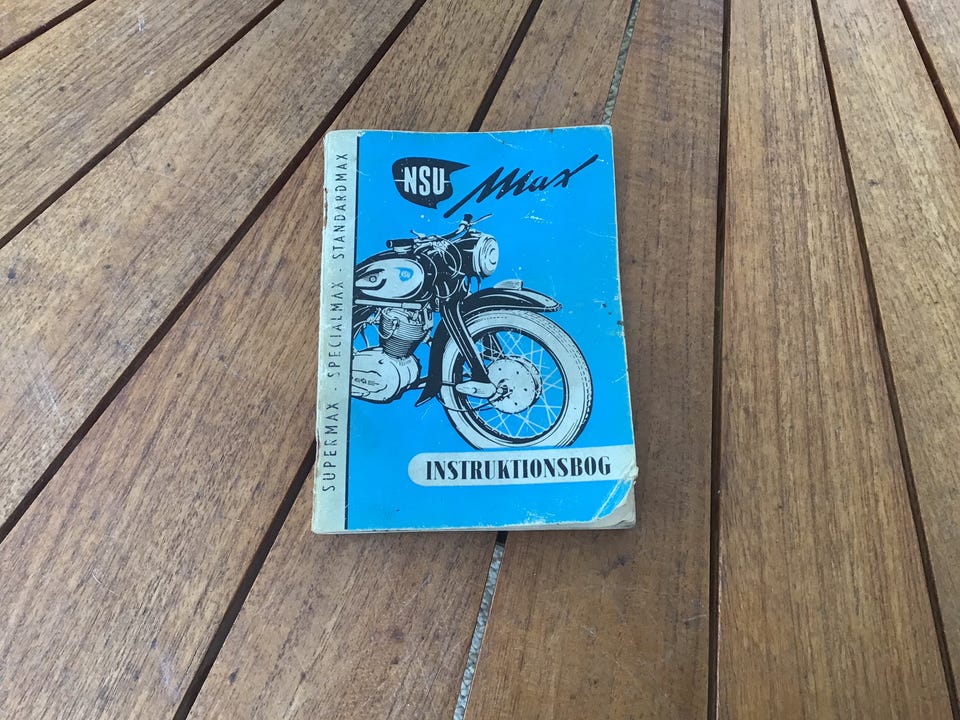 NSU Max
SUPERMAX · SPECIALMAX · STANDARDMAX
INSTRUKTIONSBOG